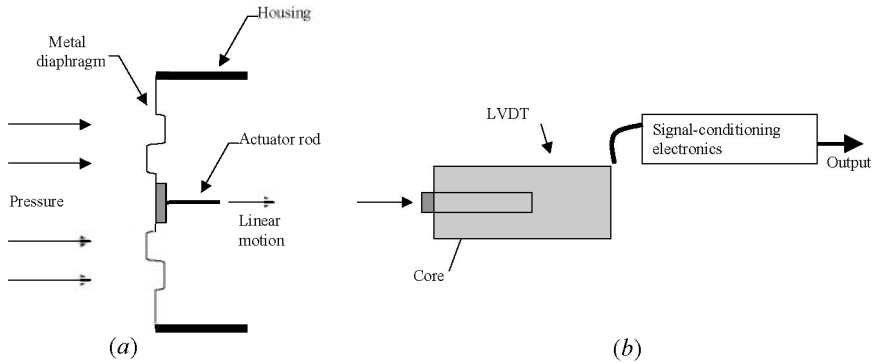 Housing
Metal
diaphragm
Actuator rod
Pressure
Linear
motion
(a)
LVDT
Signal-conditioning
electronics
Output
Core
(b)